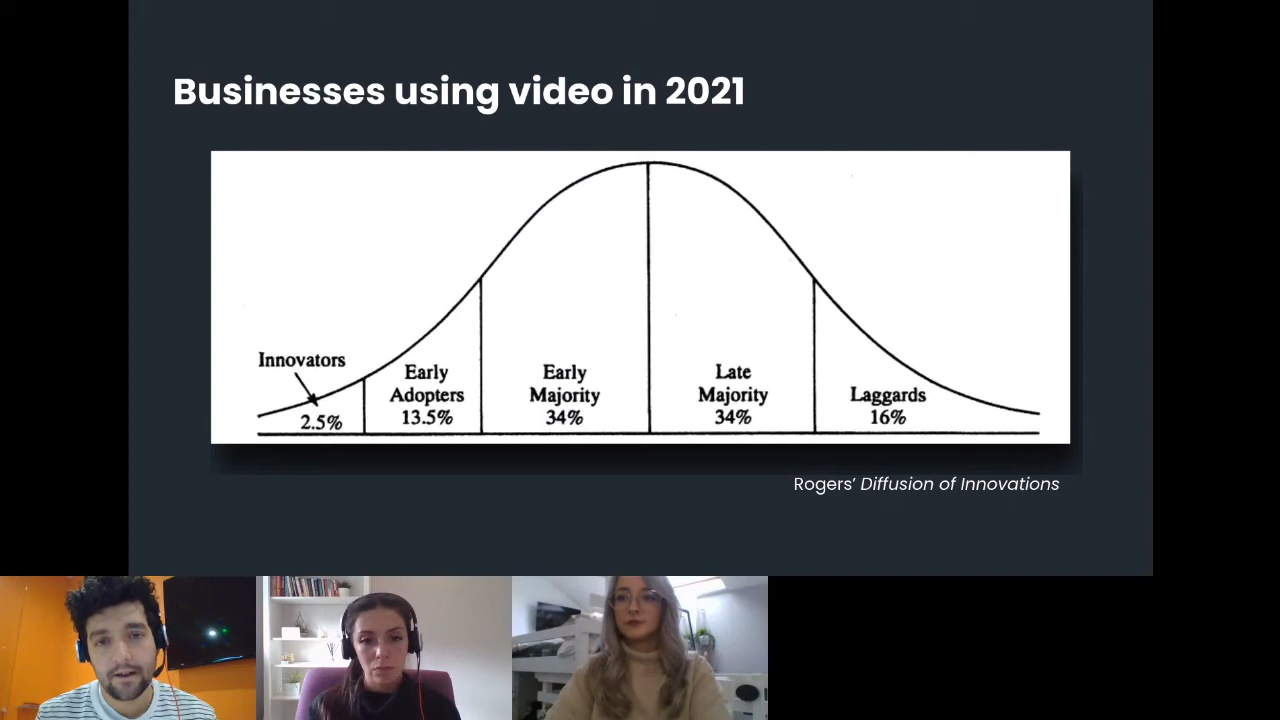 Businesses using video in 2021
Innovators
2.5%
Early
Adopters
13.5%
Early
Majority
34%
Late
Majority
34%
Laggards
16%
Rogers’ Diffusion of Innovations